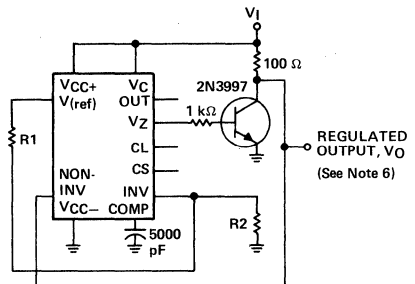 VI
100 Ω
2N3997
VCC+
VC
V(ref)
OUT
VZ
1 kΩ
R1
CL
REGULATED
OUTPUT, VO
(See Note 6)
CS
NON-
INV
INV
VCC−
COMP
R2
5000
pF